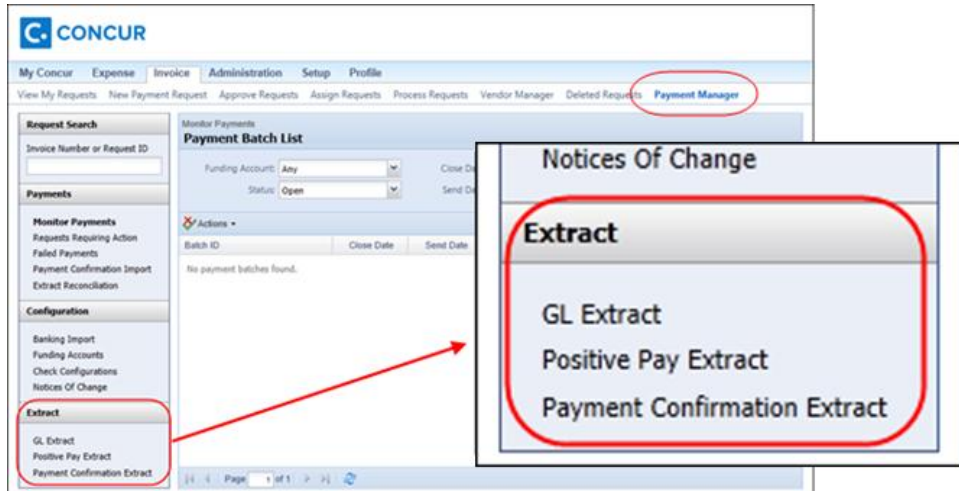 C. CONCUR
My Concur Expense Invoice Administration Setup Profile
View My Requests New Payment Request Approve Requests Assign Requests Process Requests Vendor Manager Deleted Requests Payment Manager
Request Search
Invoice Number or Request ID
Payments
Monitor Payments
Requests Requiring Action
Failed Payments
Payment Confirmation Import
Extract Reconciliation
Configuration
Banking Import
Funding Accounts
Check Configurations
Notices Of Change
Extract
GL Extract
Positive Pay Extract
Payment Confirmation Extract
Monitor Payments
Payment Batch List
Funding Account: Any Close Da
Status: Open Send Da
Actions
Batch ID Close Date Send Date
No payment batches found.
Page 1 of 1
Notices Of Change
Extract
GL Extract
Positive Pay Extract
Payment Confirmation Extract